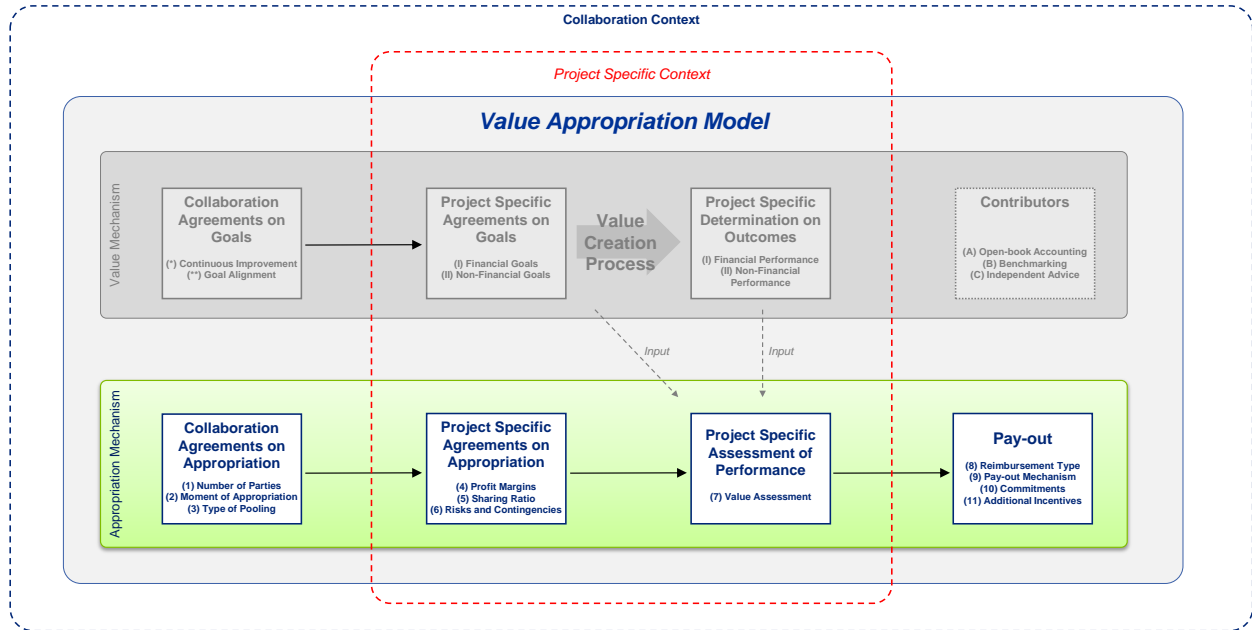 Collaboration Context
Project Specific Context
Value Appropriation Model
Value Mechanism
Collaboration
Agreements on
Goals
(*) Continuous Improvement
(**) Goal Alignment
Project Specific
Agreements on
Goals
(I) Financial Goals
(II) Non-Financial Goals
Value
Creation
Process
Project Specific
Determination on
Outcomes
(I) Financial Performance
(II) Non-Financial
Performance
Contributors
(A) Open-book Accounting
(B) Benchmarking
(C) Independent Advice
Input
Input
Appropriation Mechanism
Collaboration
Agreements on
Appropriation
(1) Number of Parties
(2) Moment of Appropriation
(3) Type of Pooling
Project Specific
Agreements on
Appropriation
(4) Profit Margins
(5) Sharing Ratio
(6) Risks and Contingencies
Project Specific
Assessment of
Performance
(7) Value Assessment
Pay-out
(8) Reimbursement Type
(9) Pay-out Mechanism
(10) Commitments
(11) Additional Incentives